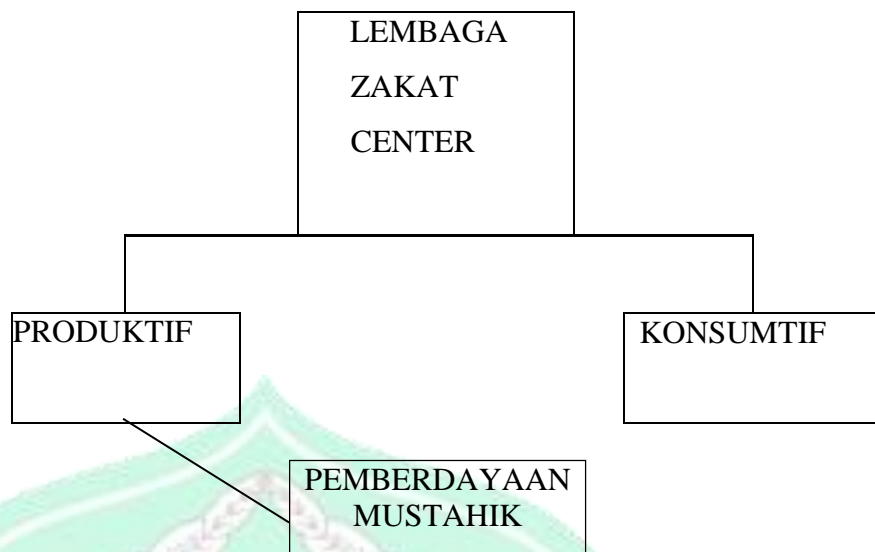 LEMBAGA
ZAKAT
CENTER
PRODUKTIF
KONSUMTIF
PEMBERDAYAAN
MUSTAHIK